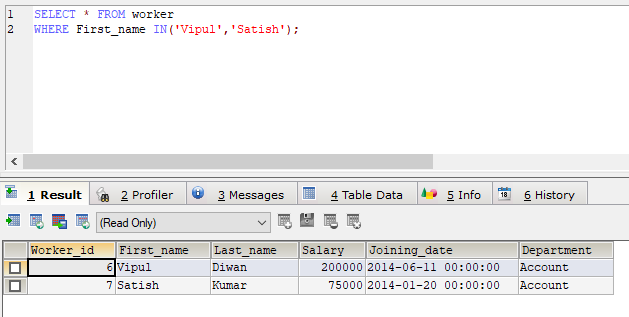 1 SELECT * FROM worker
2 WHERE First_name IN('Vipul','Satish');
1 Result 2 Profiler 3 Messages 4 Table Data 5 Info 18 6 History
(Read Only)
Worker_id First_name Last_name Salary Joining_date Department
6 Vipul Diwan 200000 2014-06-11 00:00:00 Account
7 Satish Kumar 75000 2014-01-20 00:00:00 Account